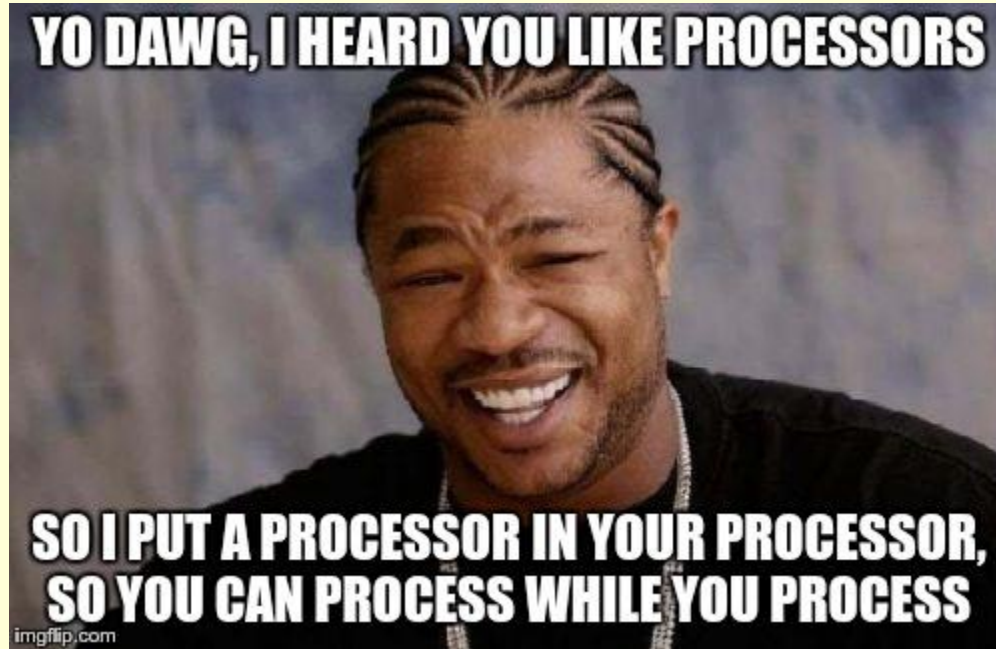 YO DAWG, I HEARD YOU LIKE PROCESSORS
SO I PUT A PROCESSOR IN YOUR PROCESSOR,
SO YOU CAN PROCESS WHILE YOU PROCESS
imgflip.com